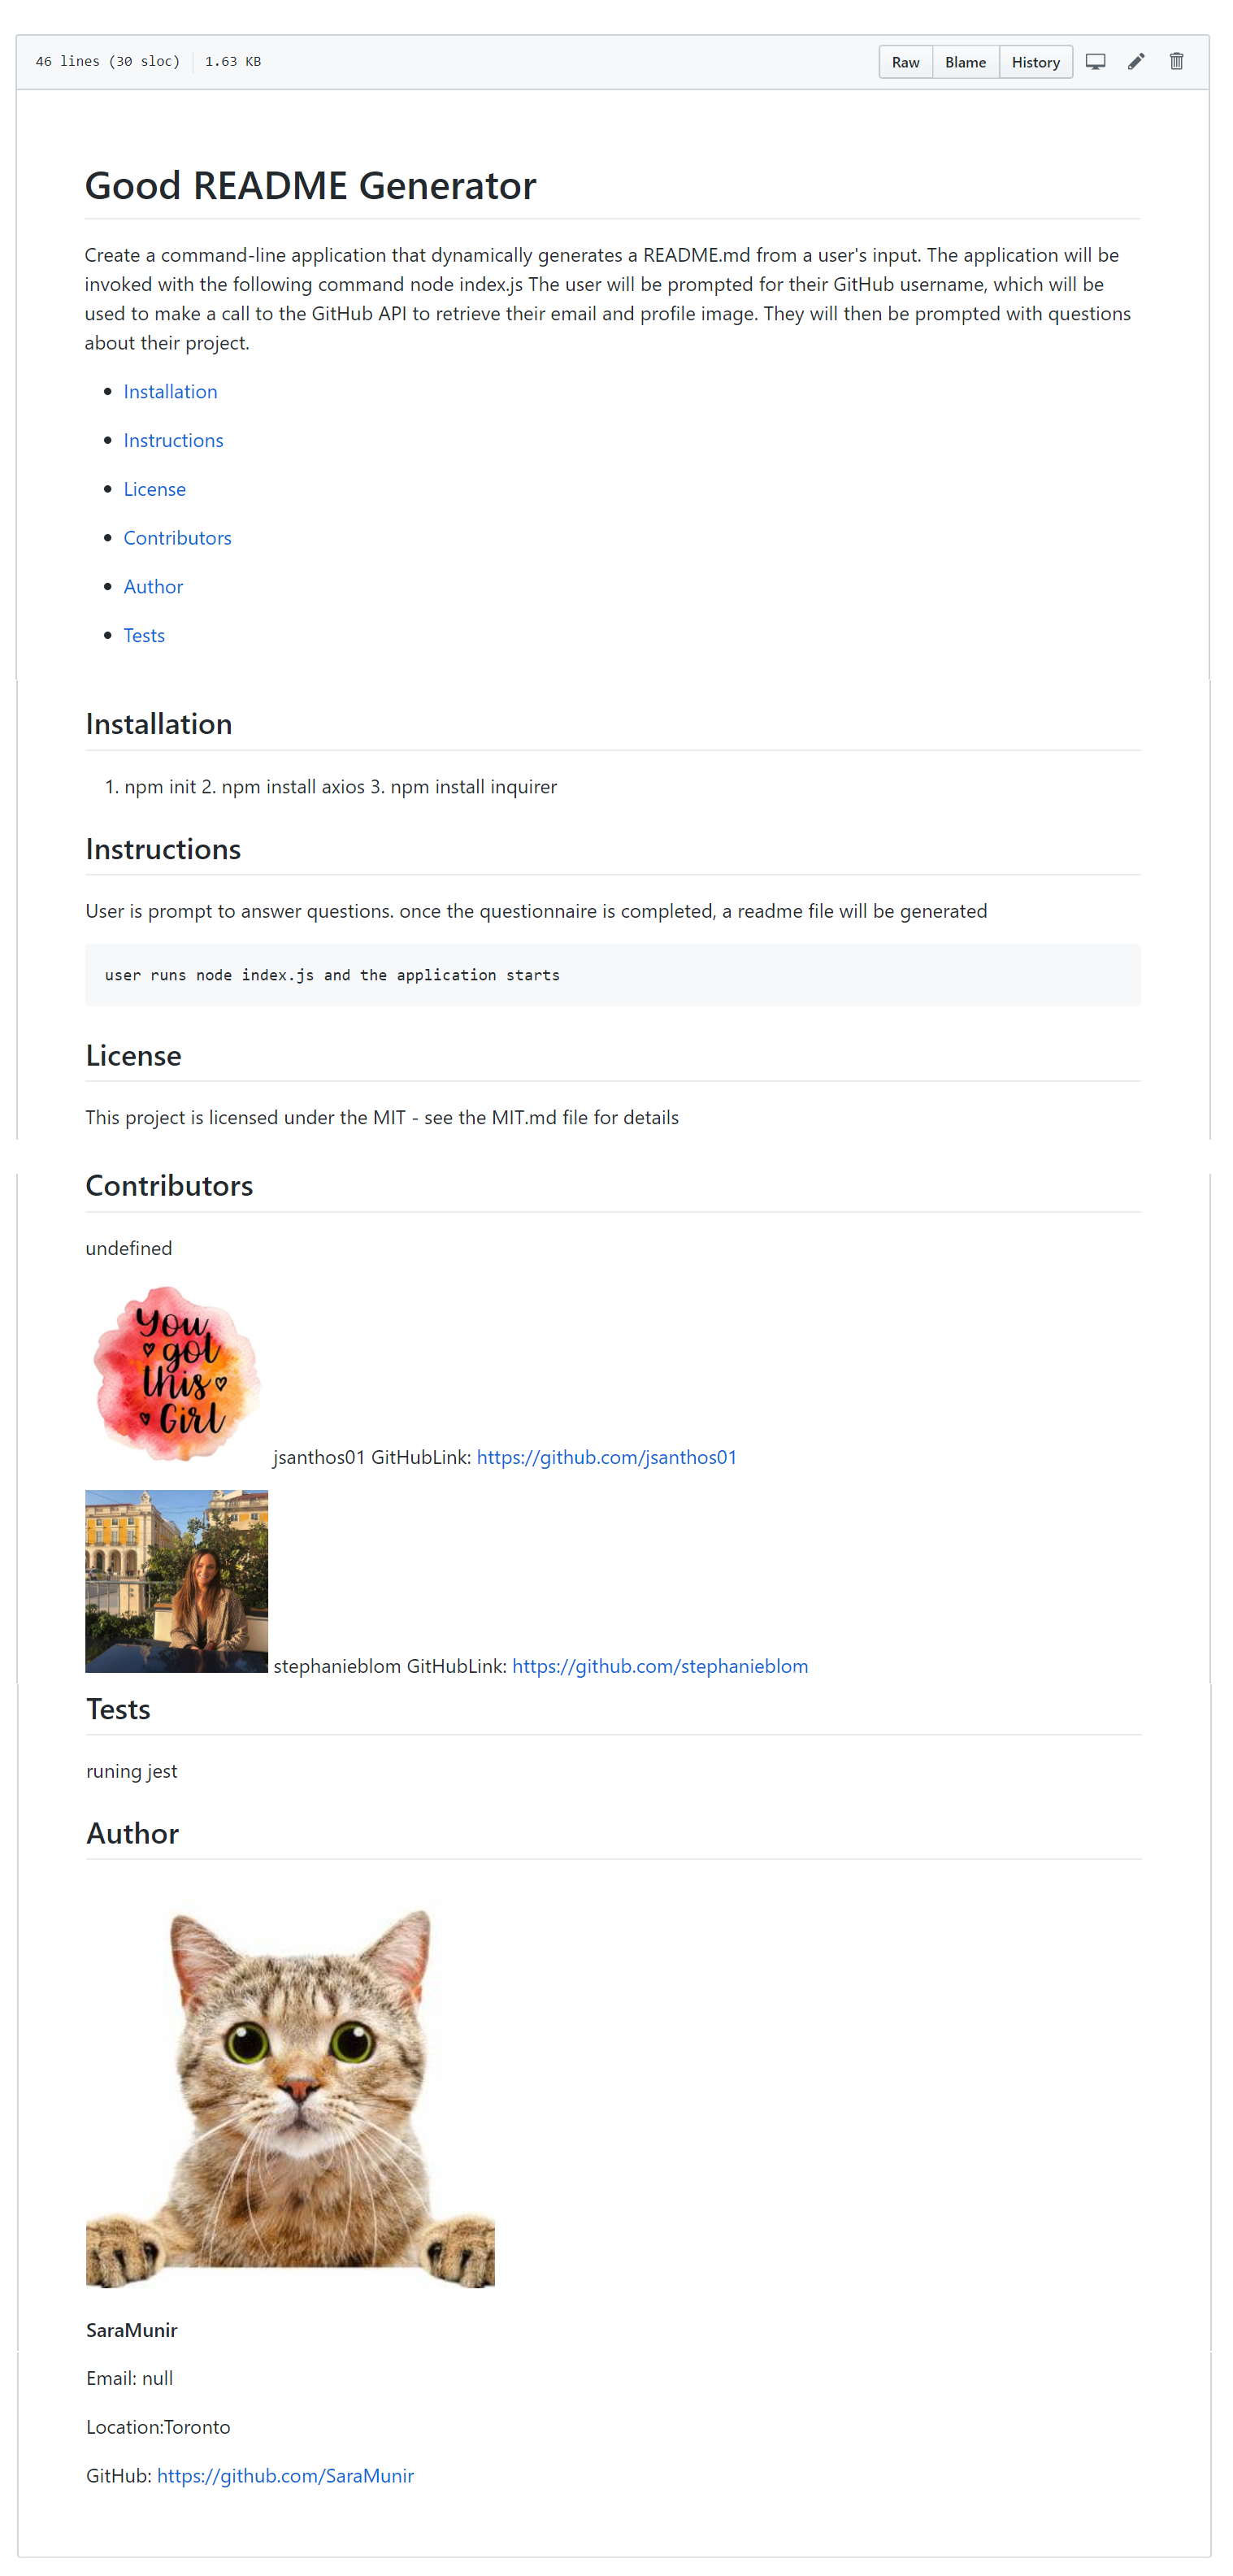 46 lines (30 sloc) 1.63 KB Raw Blame History
Good README Generator
Create a command-line application that dynamically generates a README.md from a user's input. The application will be
invoked with the following command node index.js The user will be prompted for their GitHub username, which will be
used to make a call to the GitHub API to retrieve their email and profile image. They will then be prompted with questions
about their project.
Installation
Instructions
License
Contributors
Author
Tests
Installation
1. npm init 2. npm install axios 3. npm install inquirer
Instructions
User is prompt to answer questions. once the questionnaire is completed, a readme file will be generated
user runs node index.js and the application starts
License
This project is licensed under the MIT - see the MIT.md file for details
Contributors
undefined
You
got
this
Girl
jsanthos01 GitHubLink: https://github.com/jsanthos01
stephanieblom GitHubLink: https://github.com/stephanieblom
Tests
runing jest
Author
SaraMunir
Email: null
Location:Toronto
GitHub: https://github.com/SaraMunir